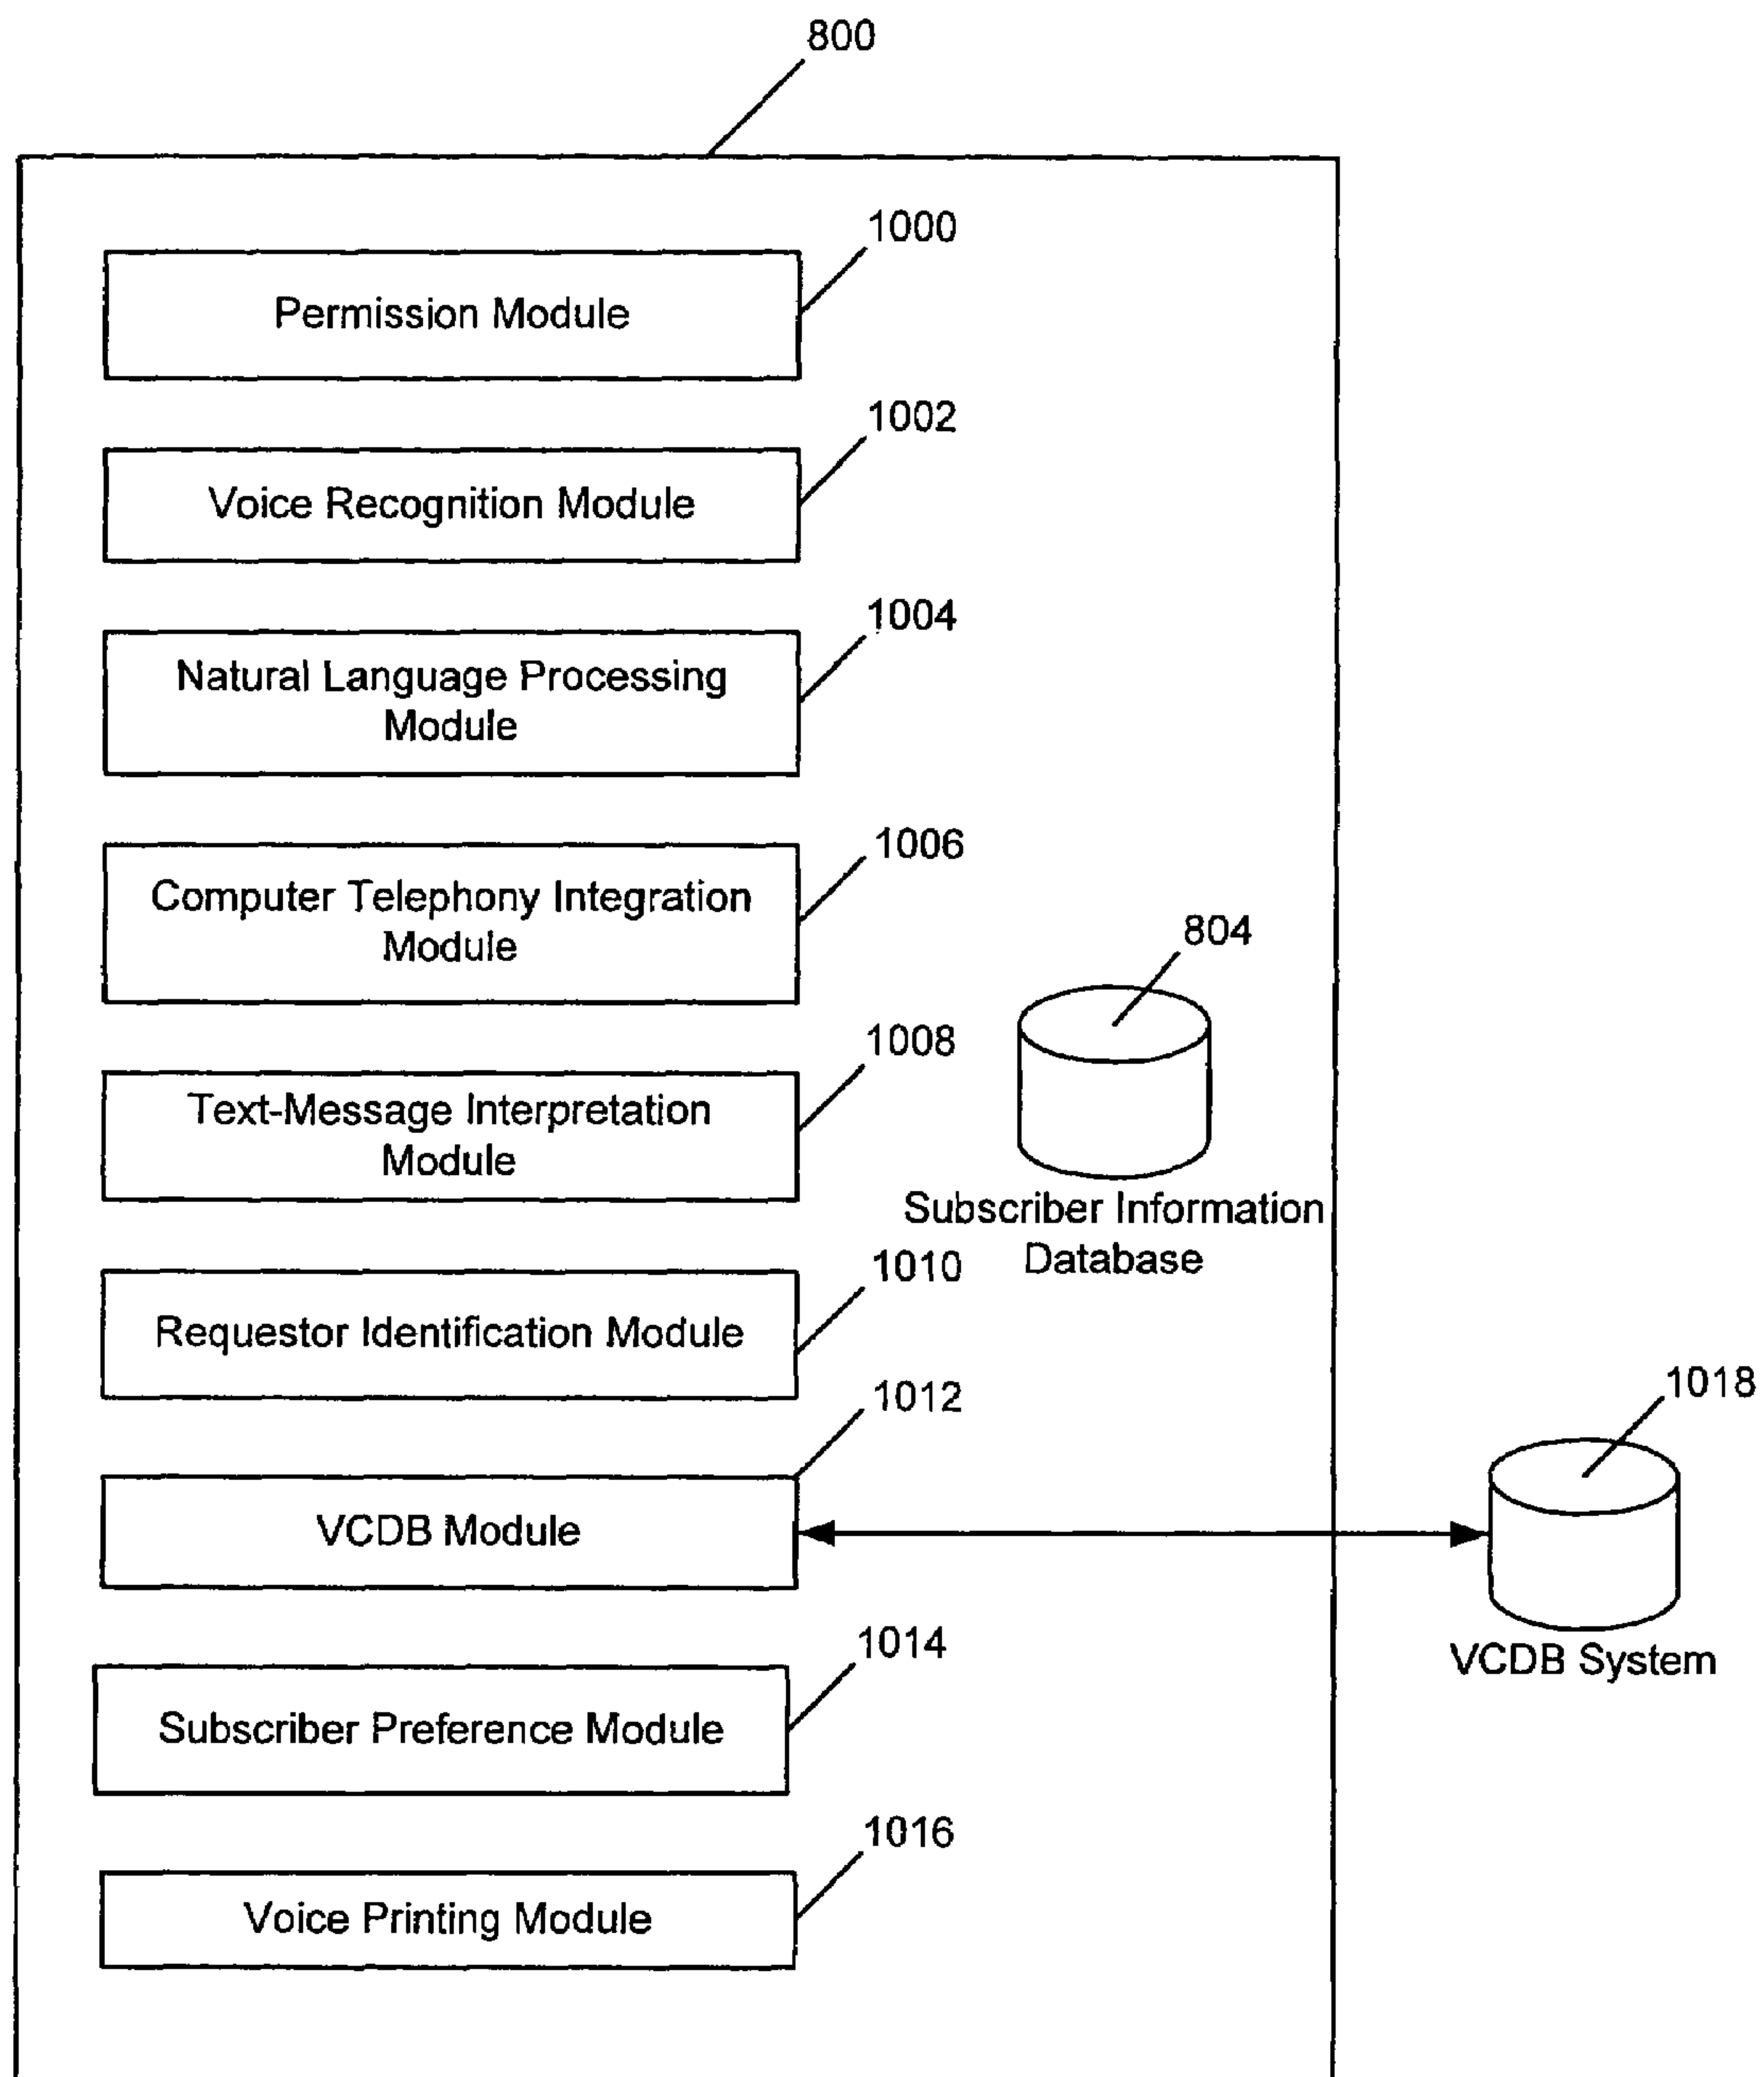 800
1000
Permission Module
1002
Voice Recognition Module
1004
Natural Language Processing
Module
1006
Computer Telephony Integration
Module
804
1008
Text-Message Interpretation
Module
Subscriber Information
Database
1010
Requestor Identification Module
1012
1018
VCDB Module
VCDB System
1014
Subscriber Preference Module
1016
Voice Printing Module